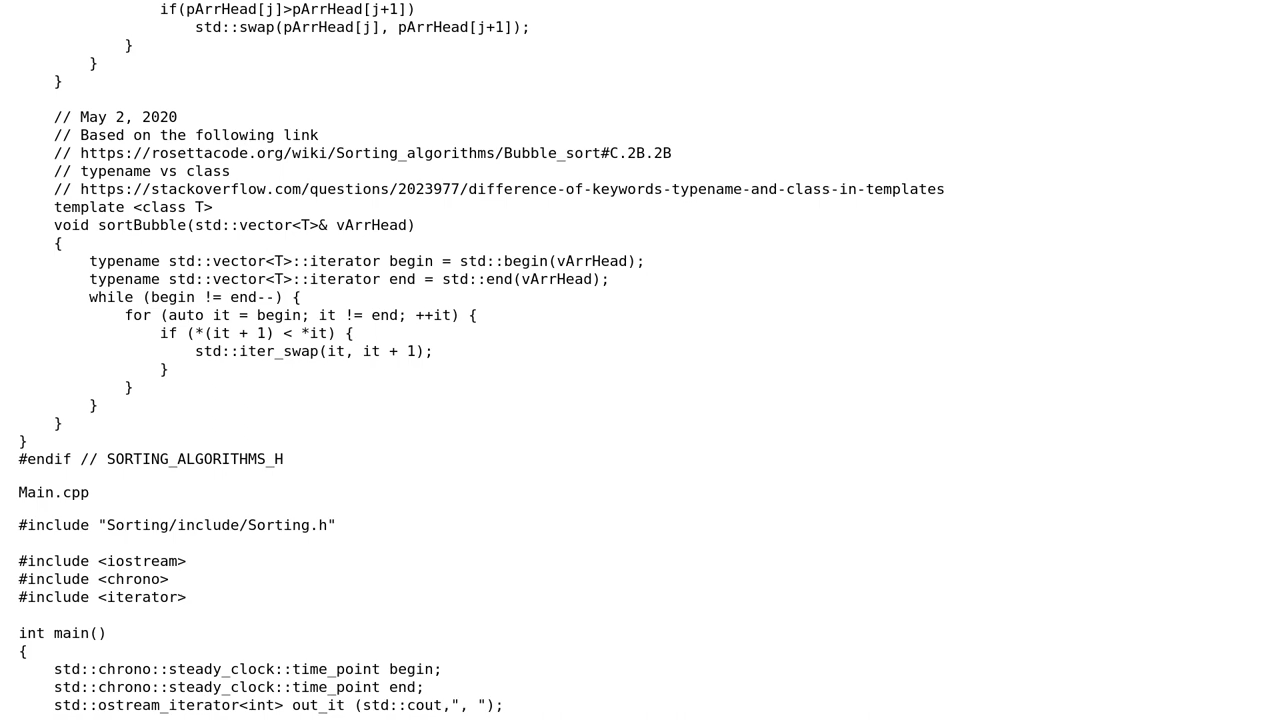 if(pArrHead[j]>pArrHead[j+1])
                    std::swap(pArrHead[j], pArrHead[j+1]);
            }
        }
    }

    // May 2, 2020
    // Based on the following link
    // https://rosettacode.org/wiki/Sorting_algorithms/Bubble_sort#C.2B.2B
    // typename vs class
    // https://stackoverflow.com/questions/2023977/difference-of-keywords-typename-and-class-in-templates
    template <class T>
    void sortBubble(std::vector<T>& vArrHead)
    {
        typename std::vector<T>::iterator begin = std::begin(vArrHead);
        typename std::vector<T>::iterator end = std::end(vArrHead);
        while (begin != end--) {
            for (auto it = begin; it != end; ++it) {
                if (*(it + 1) < *it) {
                    std::iter_swap(it, it + 1);
                }
            }
        }
    }
}
#endif // SORTING_ALGORITHMS_H

Main.cpp

#include "Sorting/include/Sorting.h"

#include <iostream>
#include <chrono>
#include <iterator>

int main()
{
    std::chrono::steady_clock::time_point begin;
    std::chrono::steady_clock::time_point end;
    std::ostream_iterator<int> out_it (std::cout,", ");